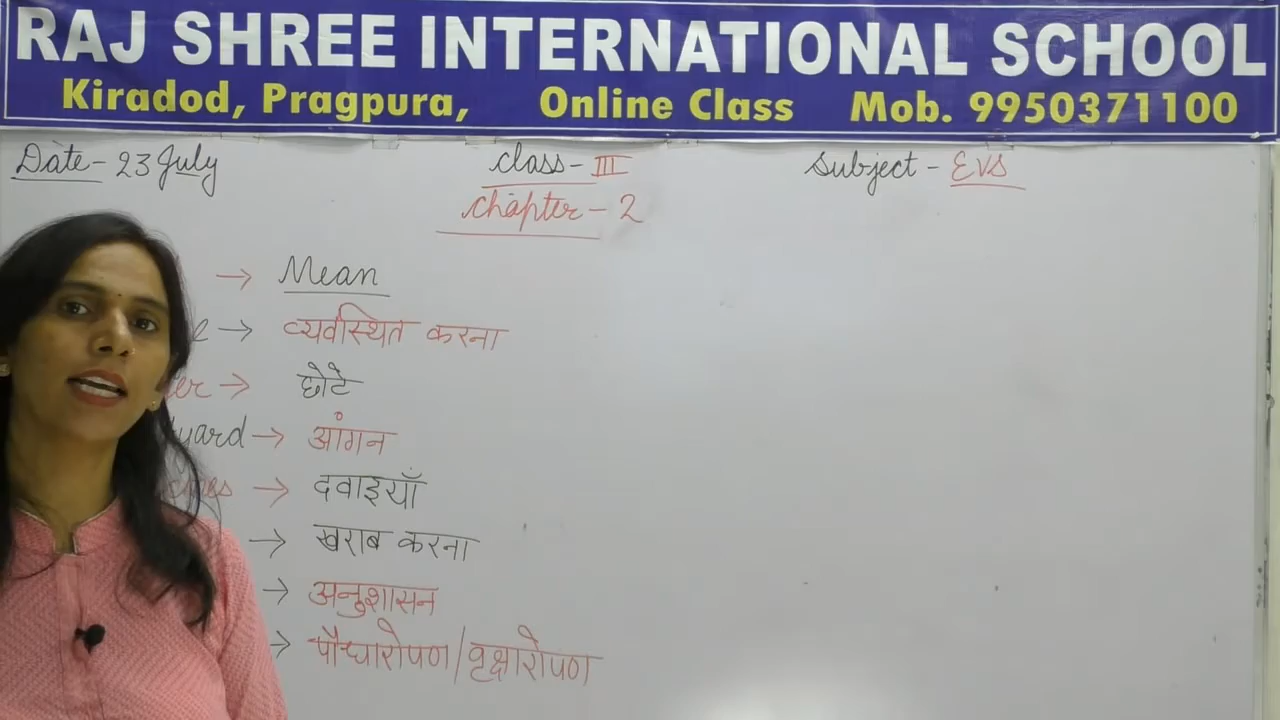 RAJ SHREE INTERNATIONAL SCHOOL
Kiradod, Pragpura, Online Class Mob. 9950371100
Date - 23 July Class - III Subject - EVS
Chapter - 2
→ Mean
→ व्यवस्थित करना
→ छोटे
yard → आंगन
→ दवाइयाँ
→ खराब करना
→ अनुशासन
→ पौधारोपण/वृक्षारोपण